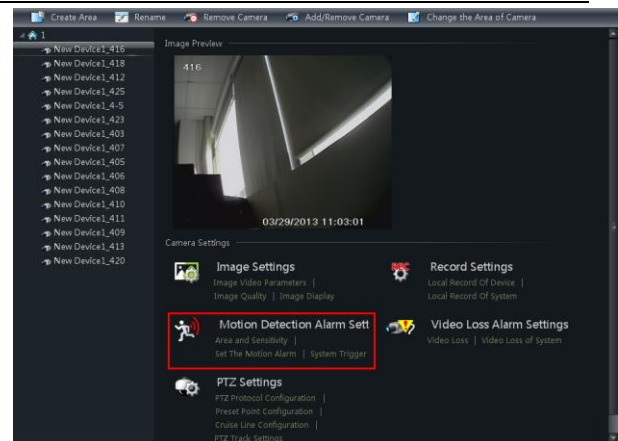 Create Area Rename Remove Camera Add/Remove Camera Change the Area of Camera
1
New Device1_416
New Device1_418
New Device1_412
New Device1_425
New Device1_4-5
New Device1_423
New Device1_403
New Device1_407
New Device1_405
New Device1_406
New Device1_408
New Device1_410
New Device1_411
New Device1_409
New Device1_413
New Device1_420
Image Preview
416
03/29/2013 11:03:01
Camera Settings
Image Settings
Image Video Parameters |
Image Quality | Image Diaplay
Record Settings
Local Record Of Device |
Local Record Of System
Motion Detection Alarm Sett
Area and Sensitivity |
Set The Motion Alarm | System Trigger
Video Loss Alarm Settings
Video Loss | Video Loss of System
PTZ Settings
PTZ Protocol Configuration |
Preset Point Configuration |
Cruise Line Configuration |
PTZ Track Settings